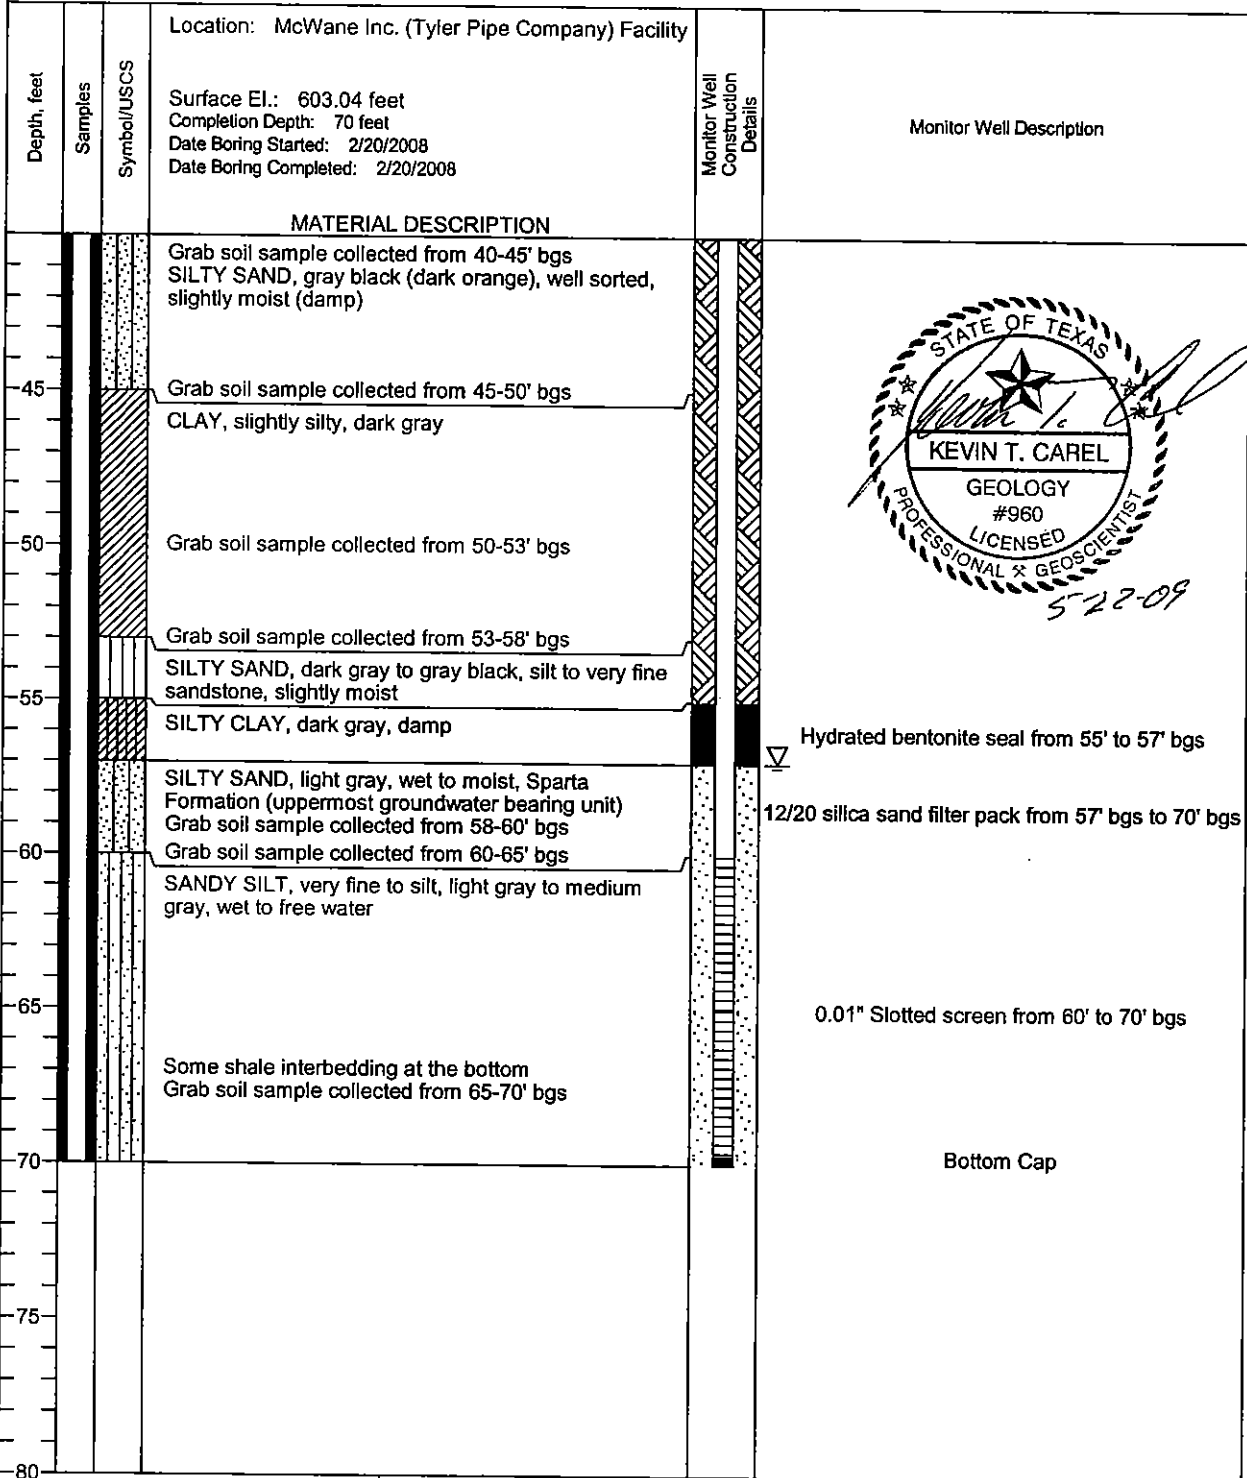 Depth, feet
Samples
Symbol/USCS
Location: McWane Inc. (Tyler Pipe Company) Facility
Surface El.: 603.04 feet
Completion Depth: 70 feet
Date Boring Started: 2/20/2008
Date Boring Completed: 2/20/2008
MATERIAL DESCRIPTION
Monitor Well
Construction
Details
Monitor Well Description
Grab soil sample collected from 40-45' bgs
SILTY SAND, gray black (dark orange), well sorted,
slightly moist (damp)
45
Grab soil sample collected from 45-50' bgs
CLAY, slightly silty, dark gray
50
Grab soil sample collected from 50-53' bgs
Grab soil sample collected from 53-58' bgs
SILTY SAND, dark gray to gray black, silt to very fine
sandstone, slightly moist
55
SILTY CLAY, dark gray, damp
SILTY SAND, light gray, wet to moist, Sparta
Formation (uppermost groundwater bearing unit)
Grab soil sample collected from 58-60' bgs
60
Grab soil sample collected from 60-65' bgs
SANDY SILT, very fine to silt, light gray to medium
gray, wet to free water
65
Some shale interbedding at the bottom
Grab soil sample collected from 65-70' bgs
70
75
80
STATE OF TEXAS
KEVIN T. CAREL
GEOLOGY
#960
LICENSED
PROFESSIONAL GEOSCIENTIST
5-22-09
Hydrated bentonite seal from 55' to 57' bgs
12/20 silica sand filter pack from 57' bgs to 70' bgs
0.01" Slotted screen from 60' to 70' bgs
Bottom Cap